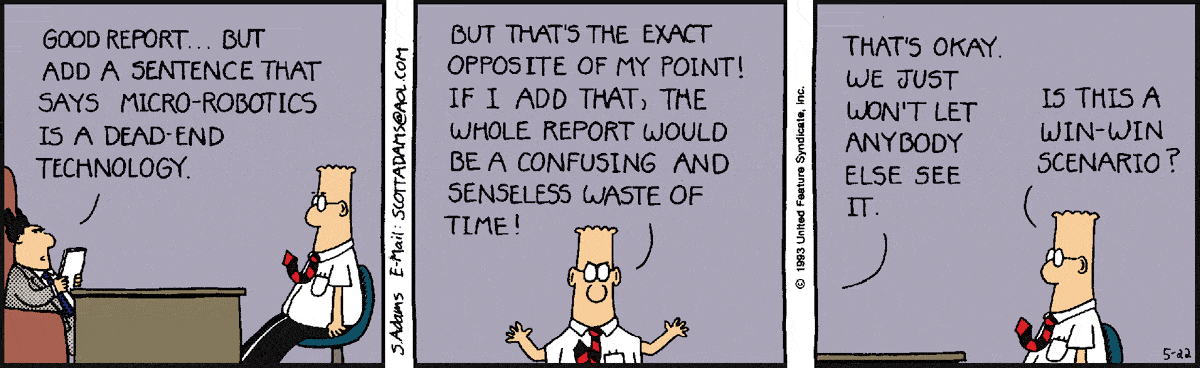 GOOD REPORT... BUT
ADD A SENTENCE THAT
SAYS MICRO-ROBOTICS
IS A DEAD-END
TECHNOLOGY.
S.Adams E-Mail: SCOTTADAMS@AOL.COM
BUT THAT'S THE EXACT
OPPOSITE OF MY POINT!
IF I ADD THAT, THE
WHOLE REPORT WOULD
BE A CONFUSING AND
SENSELESS WASTE OF
TIME!
© 1993 United Feature Syndicate, Inc.
THAT'S OKAY.
WE JUST
WON'T LET
ANYBODY
ELSE SEE
IT.
IS THIS A
WIN-WIN
SCENARIO?
5-22